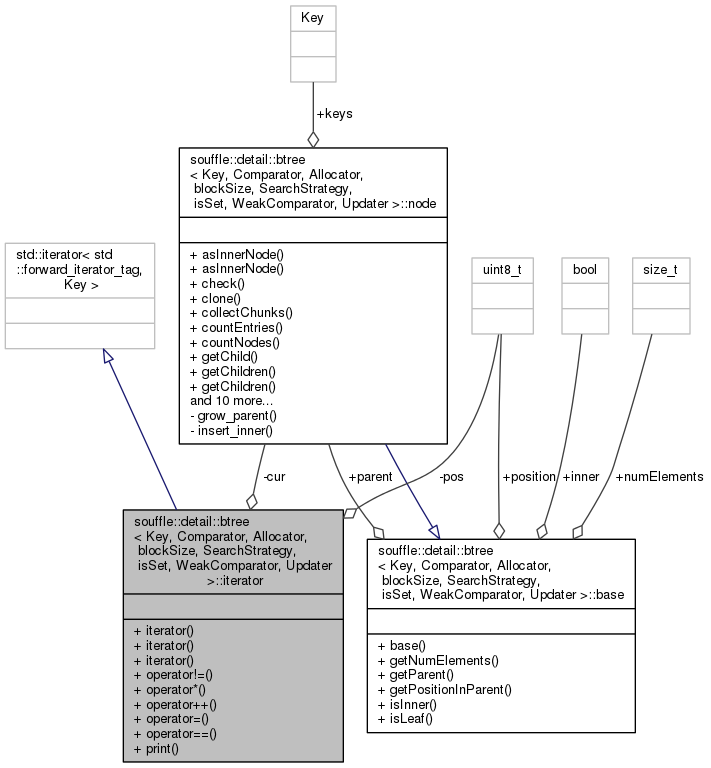 Key
+keys
souffle::detail::btree
< Key, Comparator, Allocator,
blockSize, SearchStrategy,
isSet, WeakComparator, Updater >::node
+ asInnerNode()
+ asInnerNode()
+ check()
+ clone()
+ collectChunks()
+ countEntries()
+ countNodes()
+ getChild()
+ getChildren()
+ getChildren()
and 10 more...
- grow_parent()
- insert_inner()
std::iterator< std
::forward_iterator_tag,
Key >
uint8_t
bool
size_t
-cur
+parent
-pos
+position
+inner
+numElements
souffle::detail::btree
< Key, Comparator, Allocator,
blockSize, SearchStrategy,
isSet, WeakComparator, Updater
>::iterator
+ iterator()
+ iterator()
+ iterator()
+ operator!=()
+ operator*()
+ operator++()
+ operator=()
+ operator==()
+ print()
souffle::detail::btree
< Key, Comparator, Allocator,
blockSize, SearchStrategy,
isSet, WeakComparator, Updater >::base
+ base()
+ getNumElements()
+ getParent()
+ getPositionInParent()
+ isInner()
+ isLeaf()